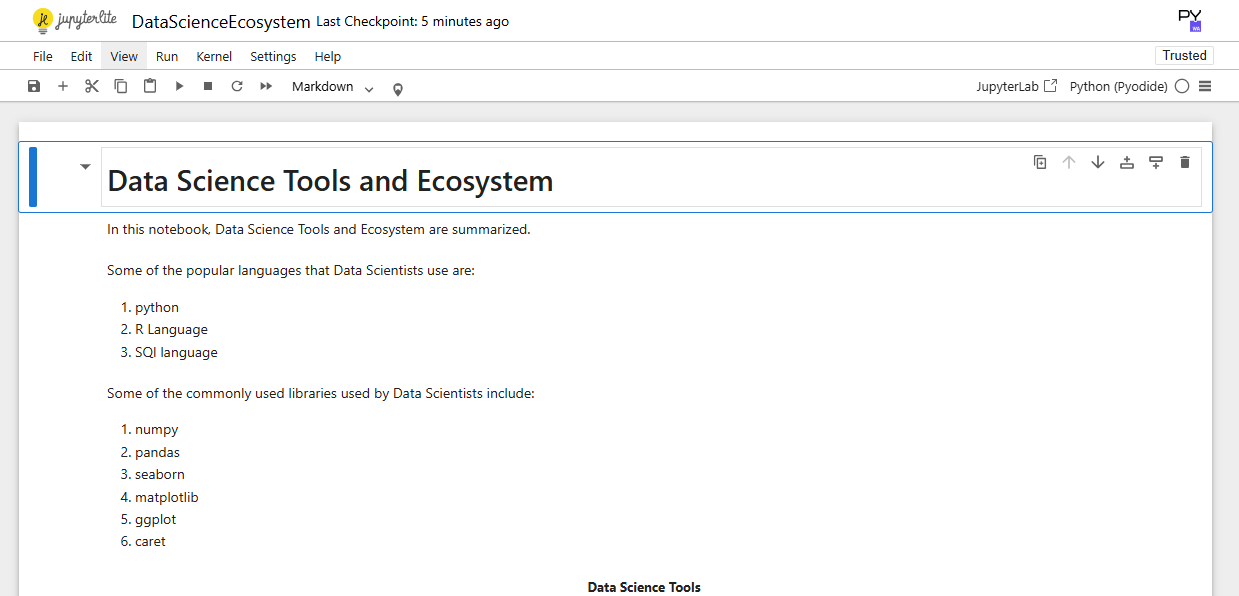 jupyterlite DataScienceEcosystem Last Checkpoint: 5 minutes ago PY
WA
File Edit View Run Kernel Settings Help Trusted
Markdown JupyterLab Python (Pyodide)
Data Science Tools and Ecosystem
In this notebook, Data Science Tools and Ecosystem are summarized.
Some of the popular languages that Data Scientists use are:
1. python
2. R Language
3. SQl language
Some of the commonly used libraries used by Data Scientists include:
1. numpy
2. pandas
3. seaborn
4. matplotlib
5. ggplot
6. caret
Data Science Tools